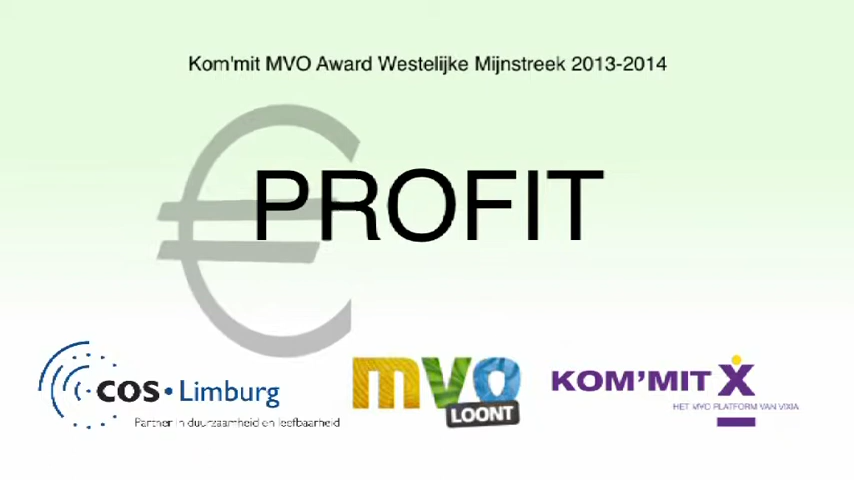 Kom'mit MVO Award Westelijke Mijnstreek 2013-2014
€
PROFIT
cos•Limburg
Partner in duurzaamheid en leefbaarheid
mvo
LOONT
KOM'MIT X
HET MVO PLATFORM VAN VIXIA